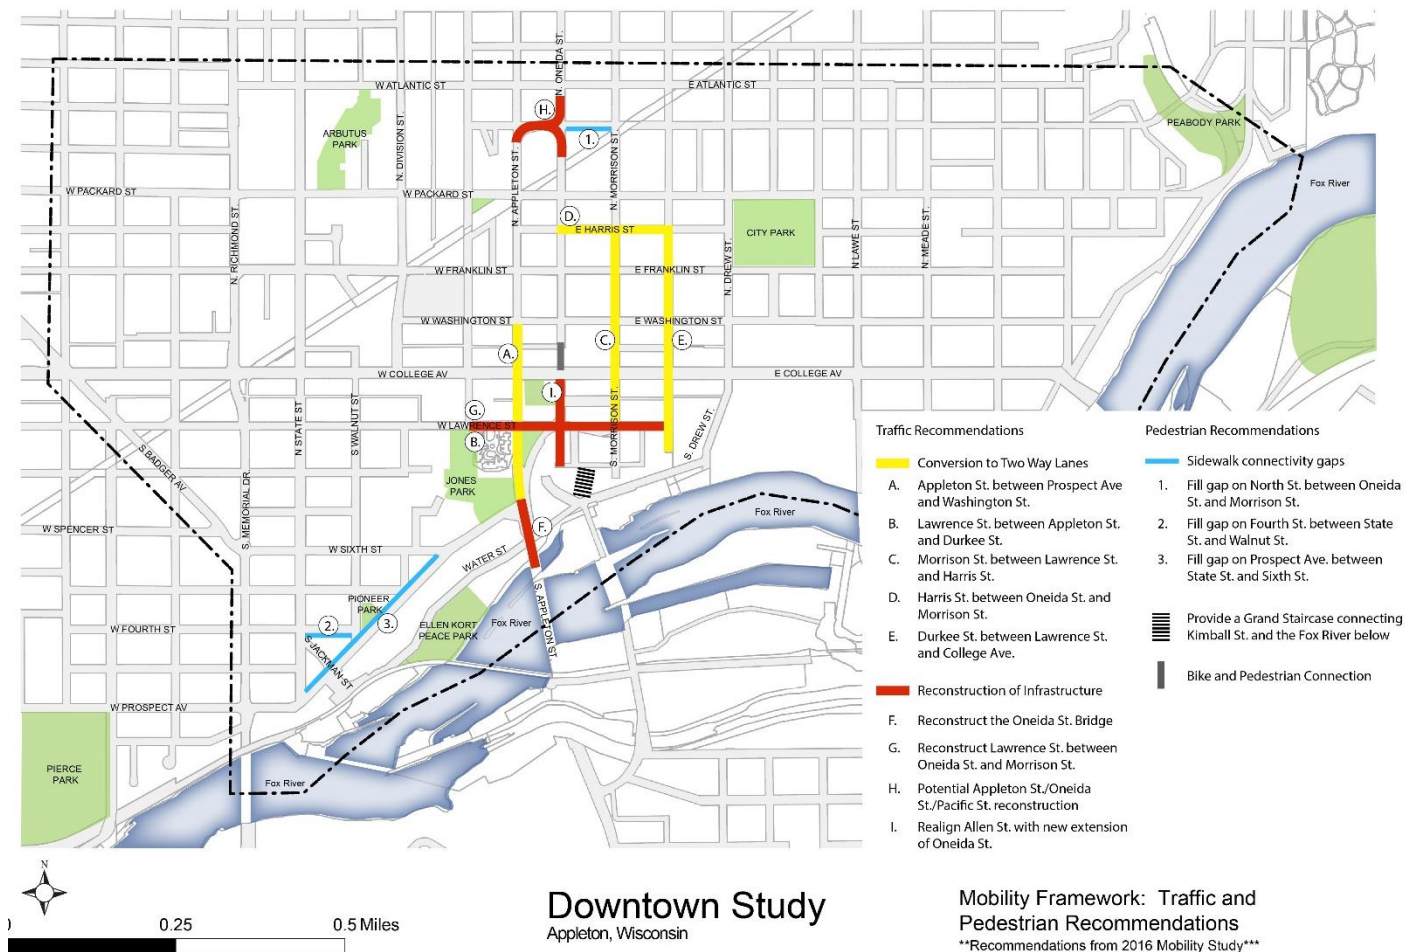 N. ONEIDA ST.
W ATLANTIC ST
E ATLANTIC ST
H.
1.
PEABODY PARK
ARBUTUS
PARK
N. DIVISION ST.
N. APPLETON ST.
N. MORRISON ST.
Fox River
W PACKARD ST
W PACKARD ST
D.
E HARRIS ST
CITY PARK
N. RICHMOND ST.
N. DREW ST.
N LAWE ST
N. MEADE ST.
W FRANKLIN ST
E FRANKLIN ST
W WASHINGTON ST
E WASHINGTON ST
A.
C.
E.
W COLLEGE AV
E COLLEGE AV
I.
G.
W LAWRENCE ST
B.
N STATE ST
S WALNUT ST
S. MORRISON ST.
S. DREW ST.
S BADGER AV
S. MEMORIAL DR.
JONES
PARK
Fox River
W SPENCER ST
F.
W SIXTH ST
WATER ST
PIONEER
PARK
2.
3.
W FOURTH ST
S JACKMAN ST
ELLEN KORT
PEACE PARK
Fox River
S. APPLETON ST.
W PROSPECT AV
PIERCE
PARK
Fox River
Traffic Recommendations
Conversion to Two Way Lanes
A. Appleton St. between Prospect Ave
and Washington St.
B. Lawrence St. between Appleton St.
and Durkee St.
C. Morrison St. between Lawrence St.
and Harris St.
D. Harris St. between Oneida St. and
Morrison St.
E. Durkee St. between Lawrence St.
and College Ave.
Reconstruction of Infrastructure
F. Reconstruct the Oneida St. Bridge
G. Reconstruct Lawrence St. between
Oneida St. and Morrison St.
H. Potential Appleton St./Oneida
St./Pacific St. reconstruction
I. Realign Allen St. with new extension
of Oneida St.
Pedestrian Recommendations
Sidewalk connectivity gaps
1. Fill gap on North St. between Oneida
St. and Morrison St.
2. Fill gap on Fourth St. between State
St. and Walnut St.
3. Fill gap on Prospect Ave. between
State St. and Sixth St.
Provide a Grand Staircase connecting
Kimball St. and the Fox River below
Bike and Pedestrian Connection
N
0.25
0.5 Miles
Downtown Study
Appleton, Wisconsin
Mobility Framework: Traffic and
Pedestrian Recommendations
**Recommendations from 2016 Mobility Study***